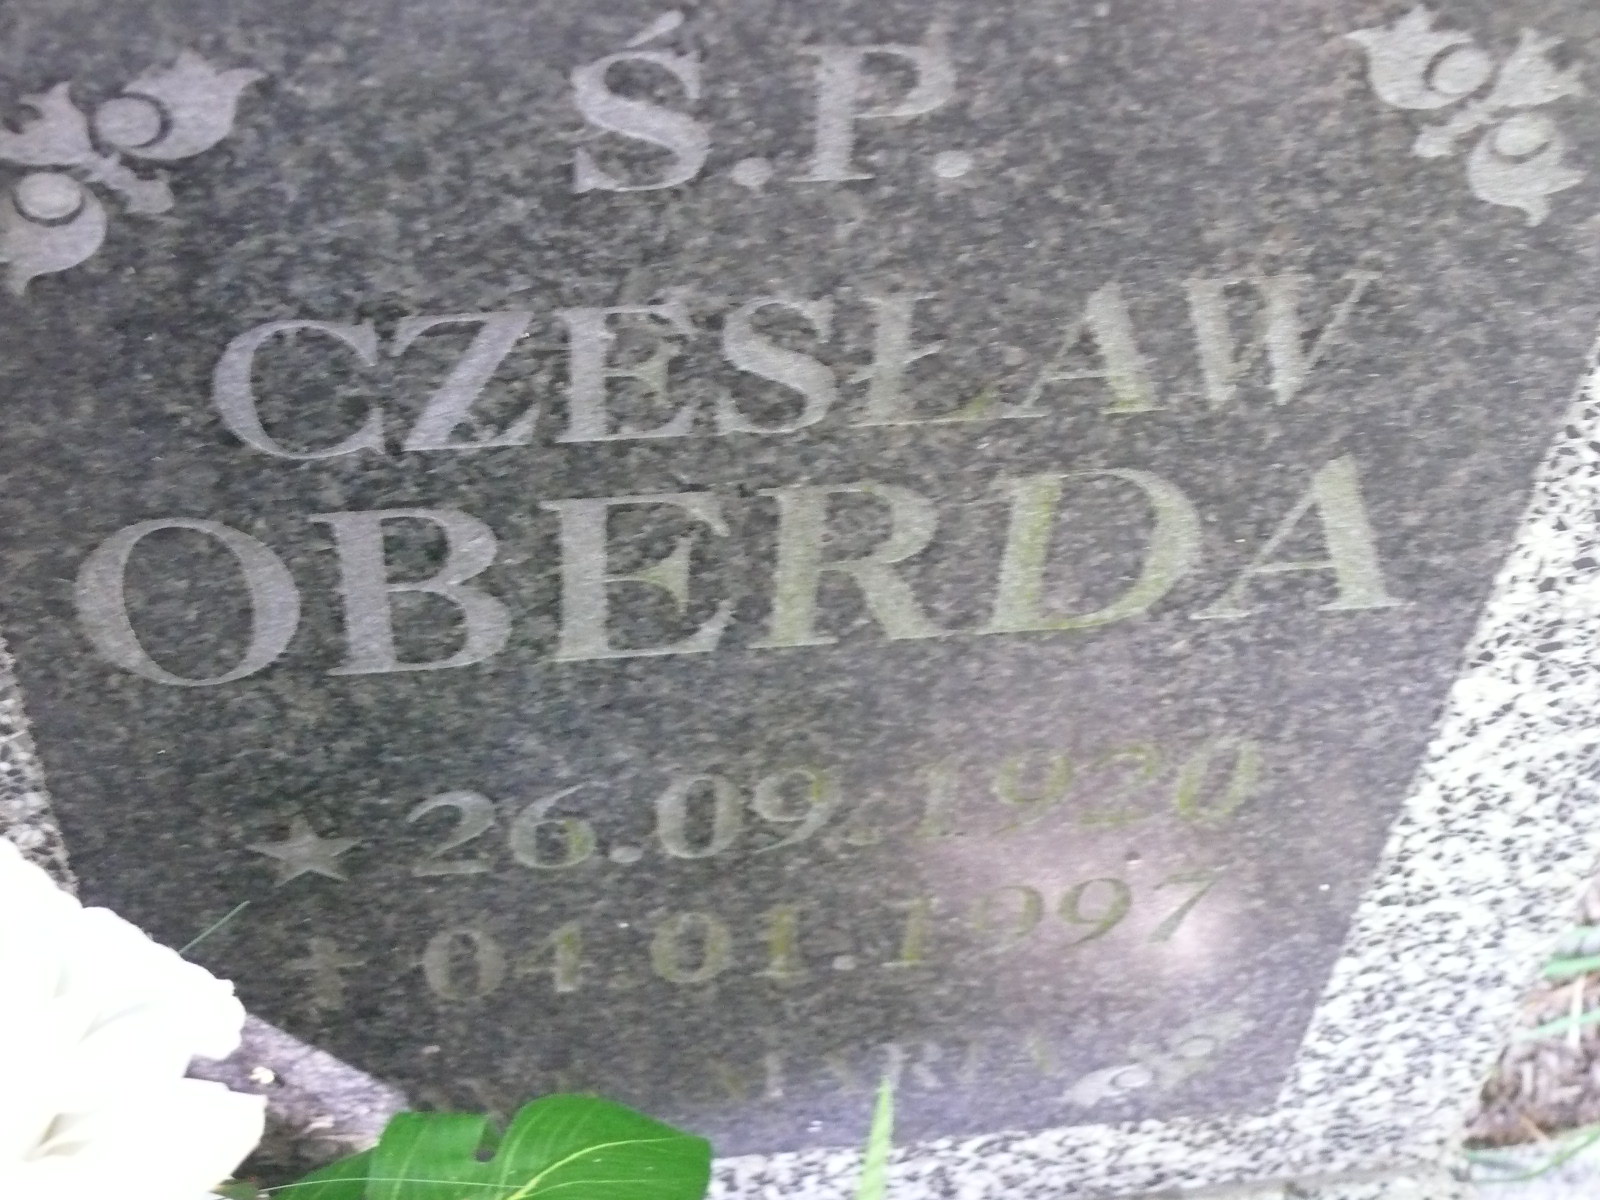 Ś.P.
CZESŁAW
OBERDA
★ 26.09.1920
✝ 04 01.1997